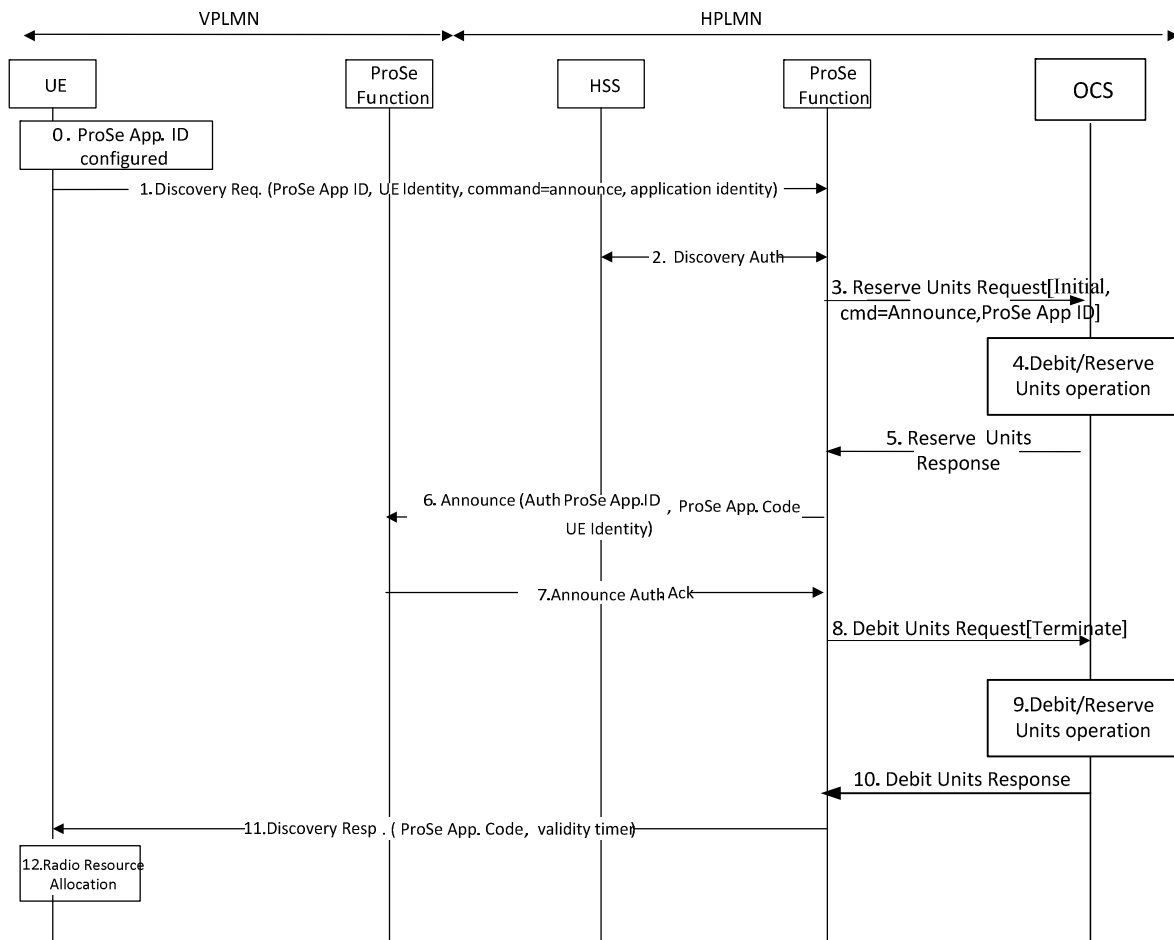 VPLMN
HPLMN
UE
ProSe
Function
HSS
ProSe
Function
OCS
0. ProSe App. ID
configured
1.Discovery Req. (ProSe App ID, UE Identity, command=announce, application identity)
2. Discovery Auth
3. Reserve Units Request[Initial,
cmd=Announce,ProSe App ID]
4.Debit/Reserve
Units operation
5. Reserve Units
Response
6. Announce (Auth ProSe App.ID , ProSe App. Code
UE Identity)
7.Announce Auth. Ack
8. Debit Units Request[Terminate]
9.Debit/Reserve
Units operation
10. Debit Units Response
11.Discovery Resp . ( ProSe App. Code, validity timer)
12.Radio Resource
Allocation